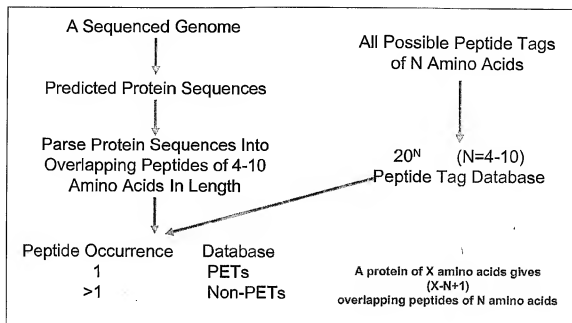 A Sequenced Genome
Predicted Protein Sequences
Parse Protein Sequences Into
Overlapping Peptides of 4-10
Amino Acids In Length
All Possible Peptide Tags
of N Amino Acids
20ᴺ (N=4-10)
Peptide Tag Database
Peptide Occurrence Database
1 PETs
>1 Non-PETs
A protein of X amino acids gives
(X-N+1)
overlapping peptides of N amino acids